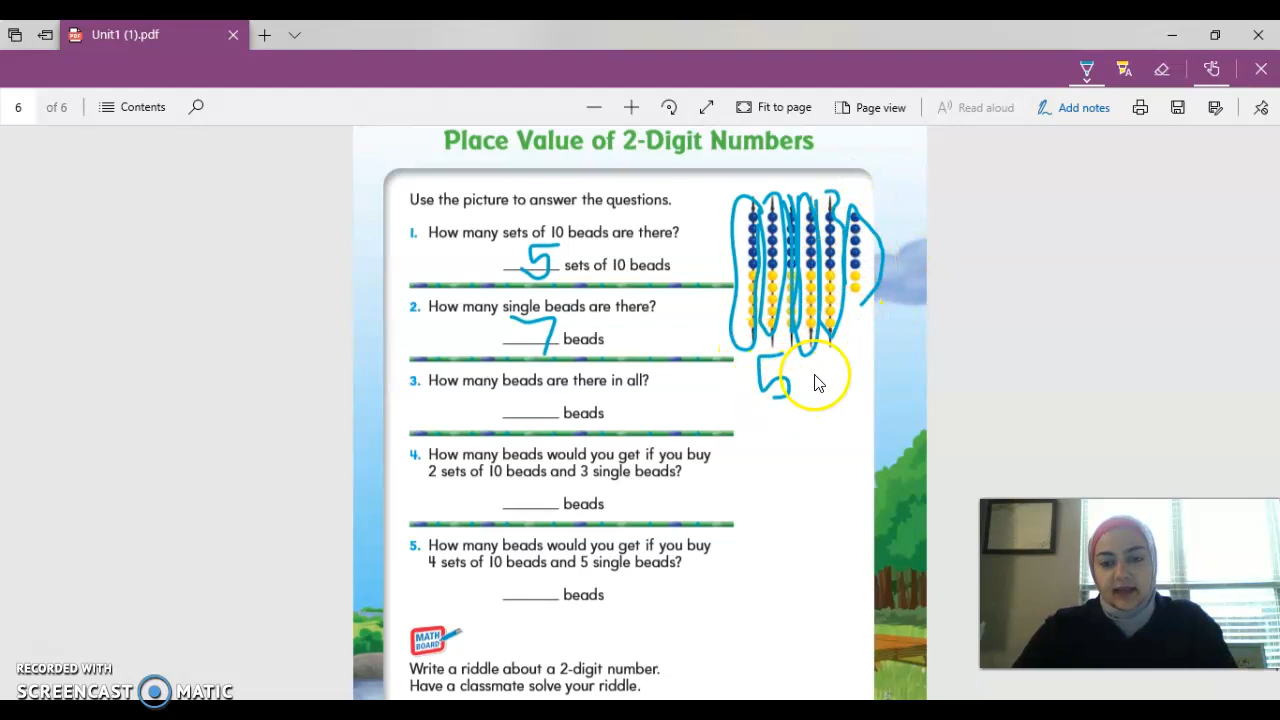 Unit1 (1).pdf
6 of 6 Contents Fit to page Page view Read aloud Add notes
Place Value of 2-Digit Numbers
Use the picture to answer the questions.
1. How many sets of 10 beads are there?
5 sets of 10 beads
2. How many single beads are there?
7 beads
5
3. How many beads are there in all?
______ beads
4. How many beads would you get if you buy
2 sets of 10 beads and 3 single beads?
______ beads
5. How many beads would you get if you buy
4 sets of 10 beads and 5 single beads?
______ beads
MATH
BOARD
Write a riddle about a 2-digit number.
Have a classmate solve your riddle.
RECORDED WITH
SCREENCAST MATIC